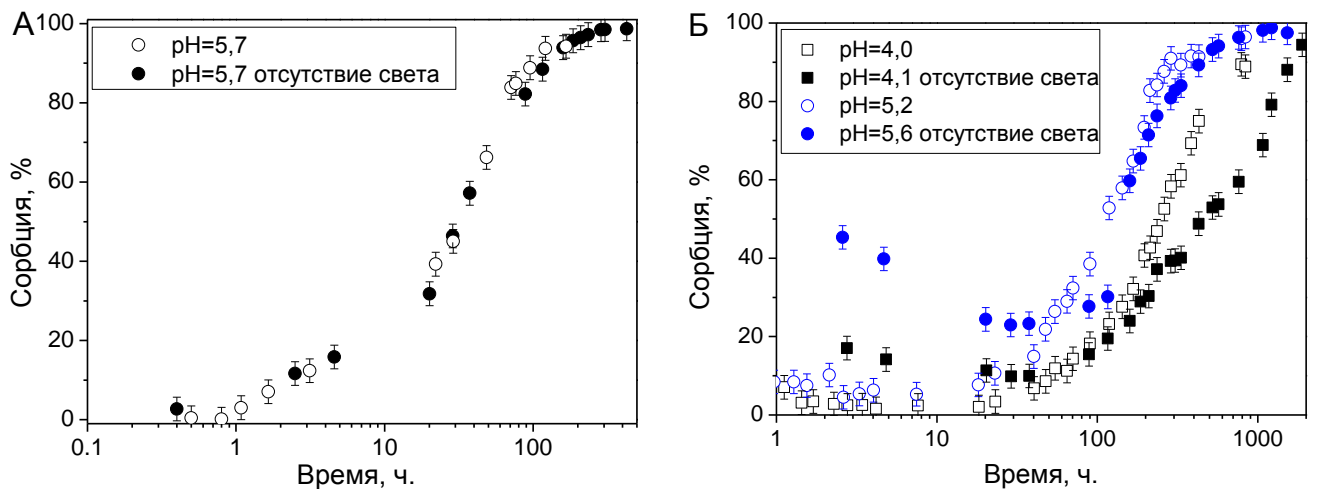 А
Сорбция, %
100
80
60
40
20
0
pH=5,7
pH=5,7 отсутствие света
0.1
1
10
100
Время, ч.
Б
Сорбция, %
100
80
60
40
20
0
pH=4,0
pH=4,1 отсутствие света
pH=5,2
pH=5,6 отсутствие света
1
10
100
1000
Время, ч.